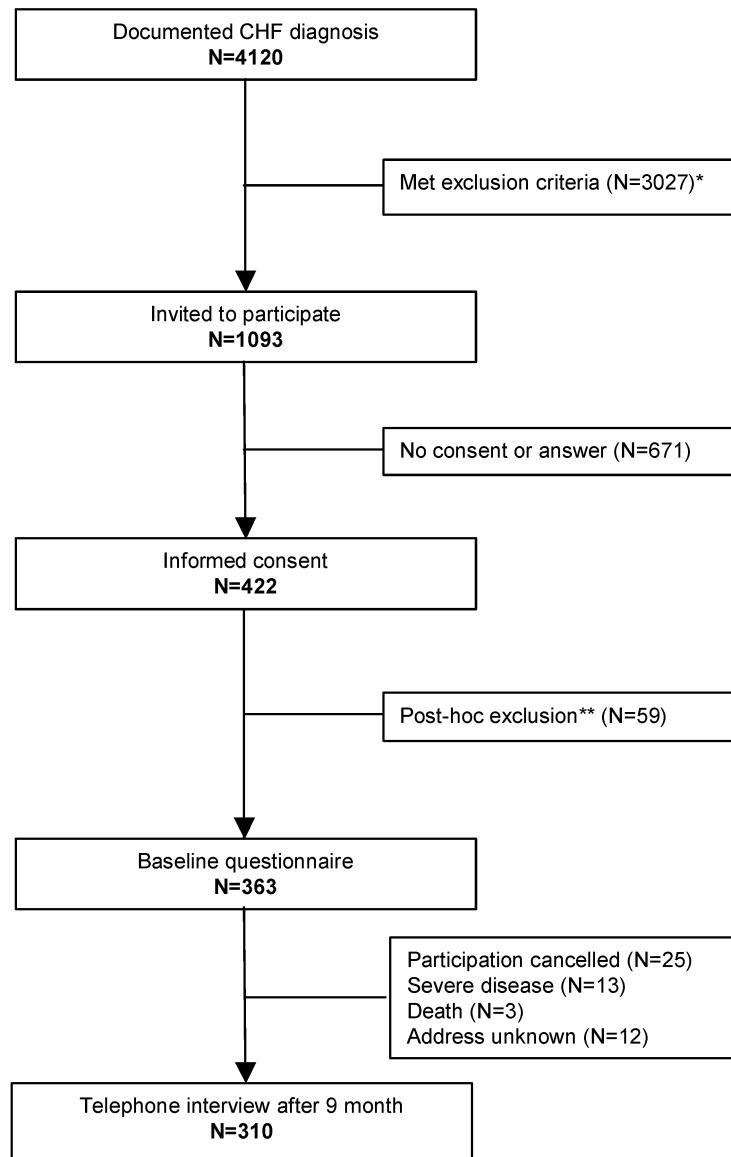 Documented CHF diagnosis
N=4120
Met exclusion criteria (N=3027)*
Invited to participate
N=1093
No consent or answer (N=671)
Informed consent
N=422
Post-hoc exclusion** (N=59)
Baseline questionnaire
N=363
Participation cancelled (N=25)
Severe disease (N=13)
Death (N=3)
Address unknown (N=12)
Telephone interview after 9 month
N=310